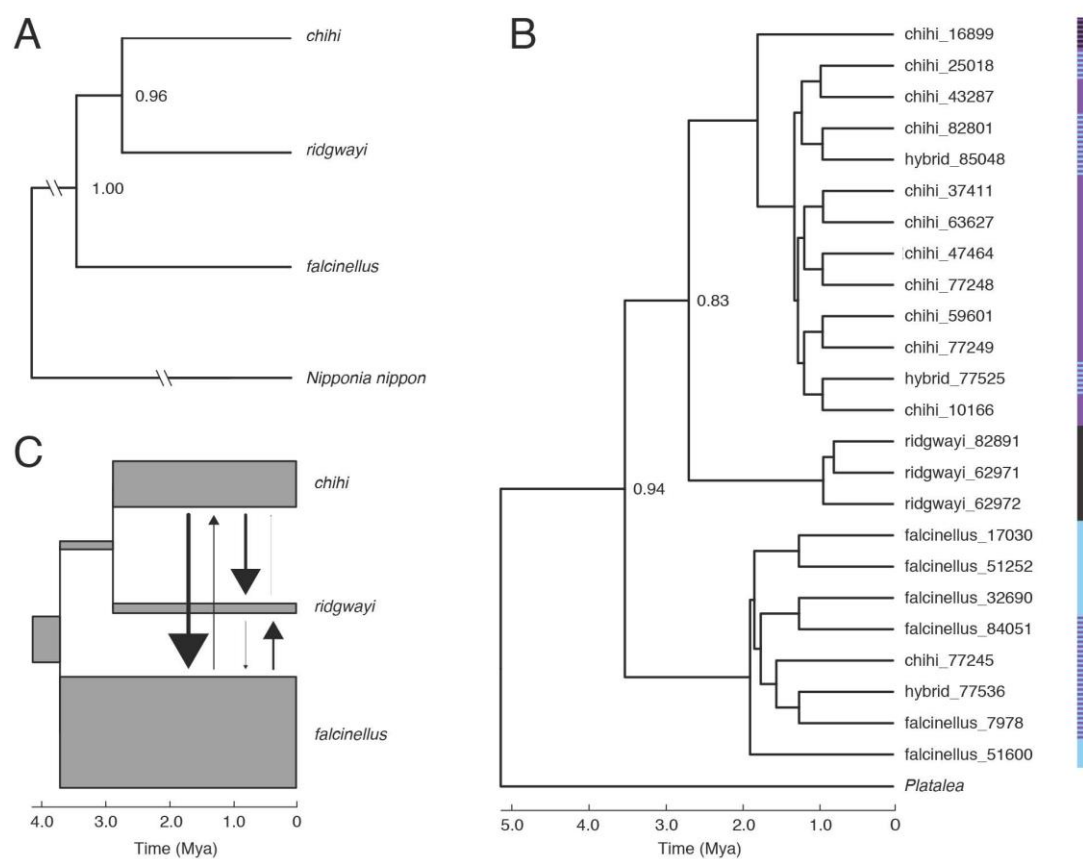 A
chihi
0.96
ridgwayi
1.00
falcinellus
Nipponia nippon
B
chihi_16899
chihi_25018
chihi_43287
chihi_82801
hybrid_85048
chihi_37411
chihi_63627
chihi_47464
chihi_77248
chihi_59601
chihi_77249
hybrid_77525
chihi_10166
ridgwayi_82891
ridgwayi_62971
ridgwayi_62972
falcinellus_17030
falcinellus_51252
falcinellus_32690
falcinellus_84051
chihi_77245
hybrid_77536
falcinellus_7978
falcinellus_51600
Platalea
0.83
0.94
5.0 4.0 3.0 2.0 1.0 0
Time (Mya)
C
chihi
ridgwayi
falcinellus
4.0 3.0 2.0 1.0 0
Time (Mya)